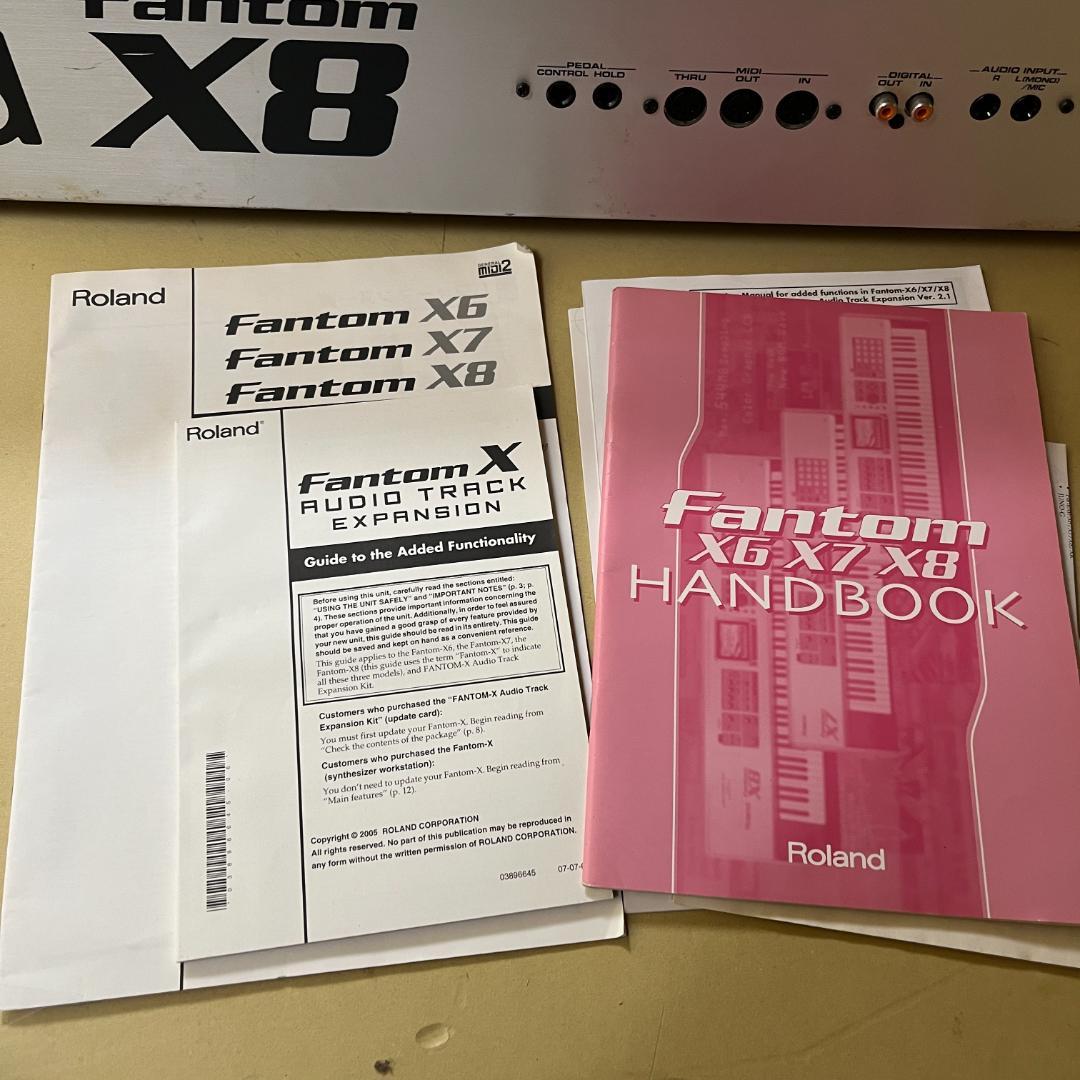 Fantom
X8
PEDAL
CONTROL HOLD
MIDI
THRU OUT IN
DIGITAL
OUT IN
AUDIO INPUT
R L(MONO)
/MIC
Roland
GENERAL
MIDI2
Fantom X6
Fantom X7
Fantom X8
Roland
Fantom X
AUDIO TRACK
EXPANSION
Guide to the Added Functionality
Before using this unit, carefully read the sections entitled:
"USING THE UNIT SAFELY" and "IMPORTANT NOTES" (p. 3; p.
4). These sections provide important information concerning the
proper operation of the unit. Additionally, in order to feel assured
that you have gained a good grasp of every feature provided by
your new unit, this guide should be read in its entirety. This guide
should be saved and kept on hand as a convenient reference.
This guide applies to the Fantom-X6, the Fantom-X7, the
Fantom-X8 (this guide uses the term "Fantom-X" to indicate
all these three models), and FANTOM-X Audio Track
Expansion Kit.
Customers who purchased the "FANTOM-X Audio Track
Expansion Kit" (update card):
You must first update your Fantom-X. Begin reading from
"Check the contents of the package" (p. 8).
Customers who purchased the Fantom-X
(synthesizer workstation):
You don't need to update your Fantom-X. Begin reading from
"Main features" (p. 12).
Copyright © 2005 ROLAND CORPORATION
All rights reserved. No part of this publication may be reproduced in
any form without the written permission of ROLAND CORPORATION.
03896645 07-07-
Manual for added functions in Fantom-X6/X7/X8
Audio Track Expansion Ver. 2.1
Fantom
X6 X7 X8
HANDBOOK
Roland